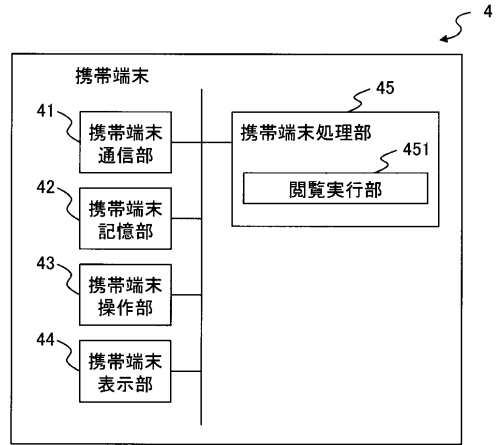 4
携帯端末
41
携帯端末
通信部
42
携帯端末
記憶部
43
携帯端末
操作部
44
携帯端末
表示部
45
携帯端末処理部
451
閲覧実行部